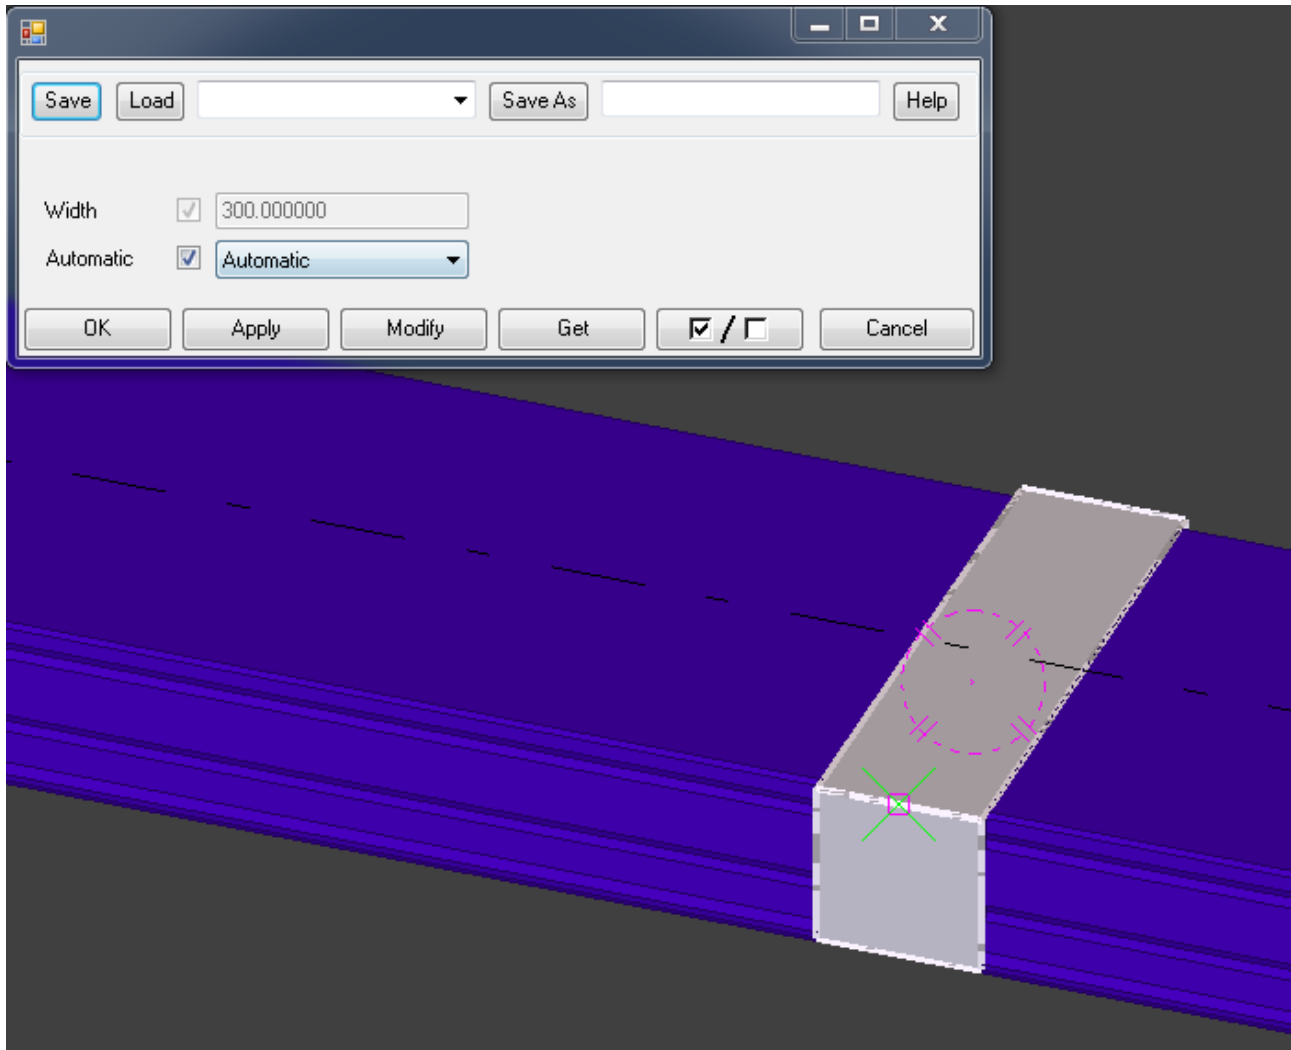 Save Load Save As Help
Width 300.000000
Automatic Automatic
OK Apply Modify Get / Cancel